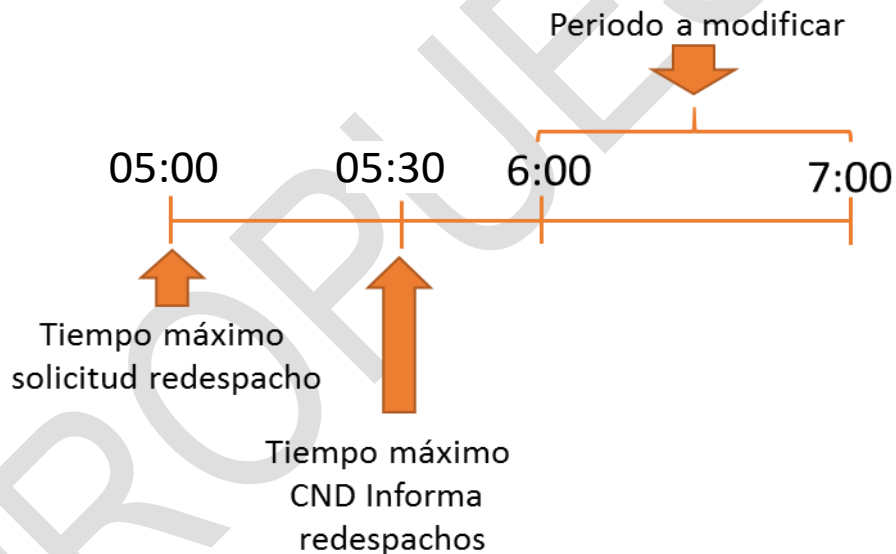 Periodo a modificar
05:00
05:30
6:00
7:00
Tiempo máximo
solicitud redespacho
Tiempo máximo
CND Informa
redespachos